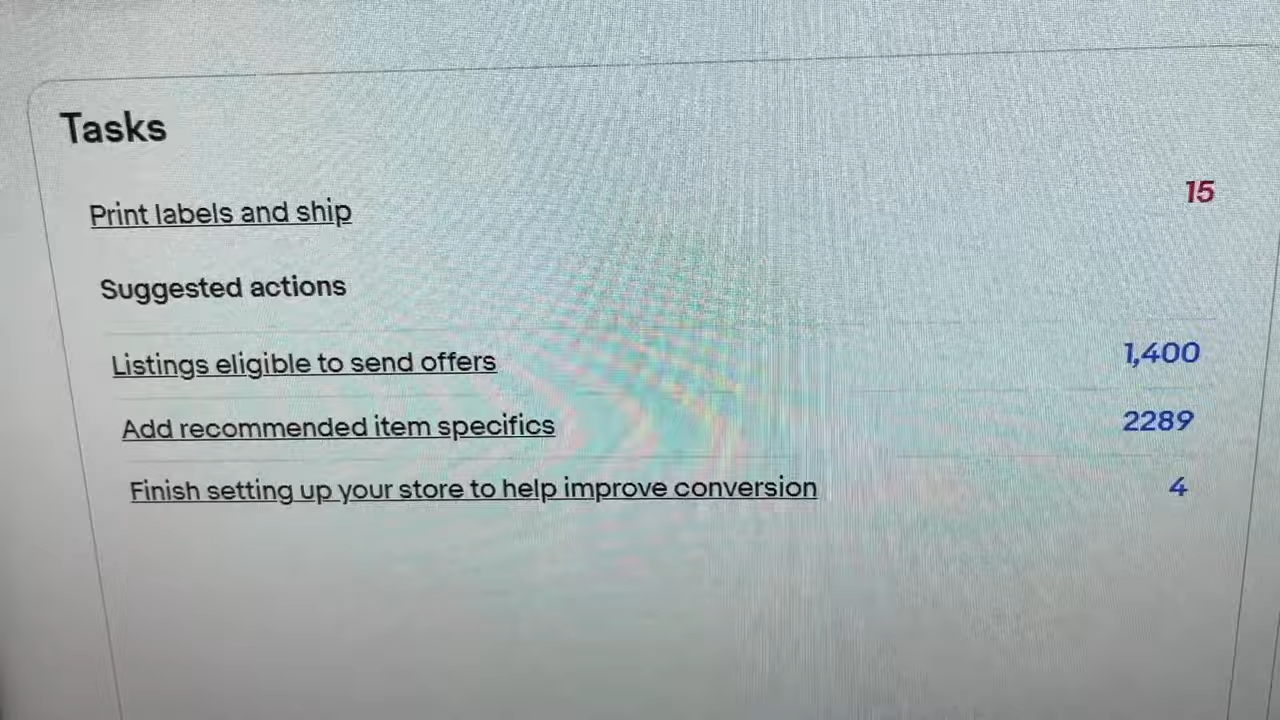 Tasks
Print labels and ship 15
Suggested actions
Listings eligible to send offers 1,400
Add recommended item specifics 2289
Finish setting up your store to help improve conversion 4